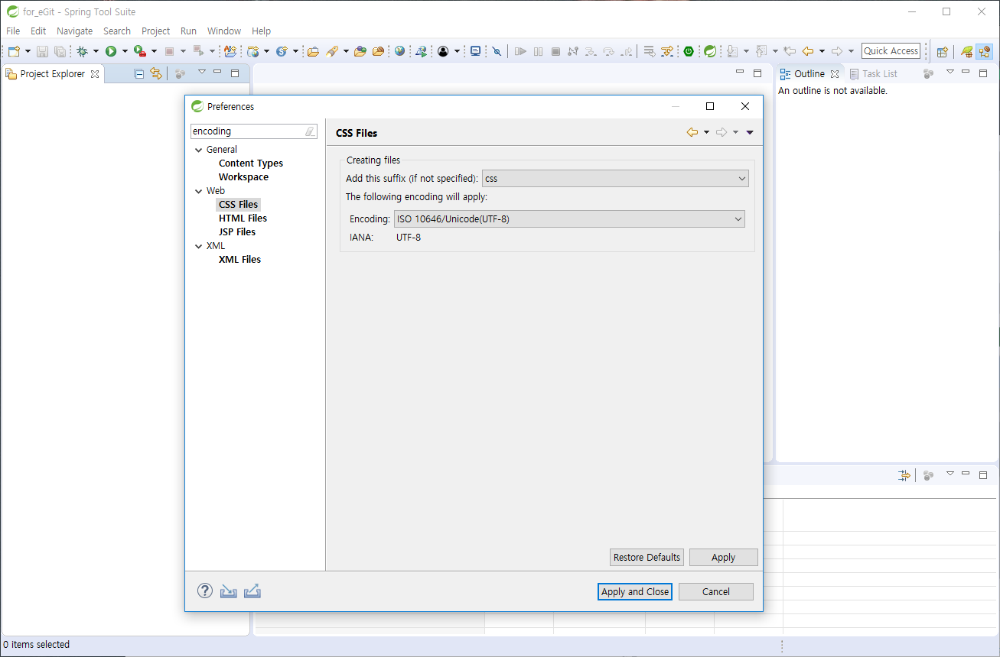 for_eGit - Spring Tool Suite
File Edit Navigate Search Project Run Window Help
Quick Access
Project Explorer
Outline
Task List
An outline is not available.
Preferences
encoding
General
Content Types
Workspace
Web
CSS Files
HTML Files
JSP Files
XML
XML Files
CSS Files
Creating files
Add this suffix (if not specified): css
The following encoding will apply:
Encoding: ISO 10646/Unicode(UTF-8)
IANA: UTF-8
Restore Defaults
Apply
Apply and Close
Cancel
0 items selected